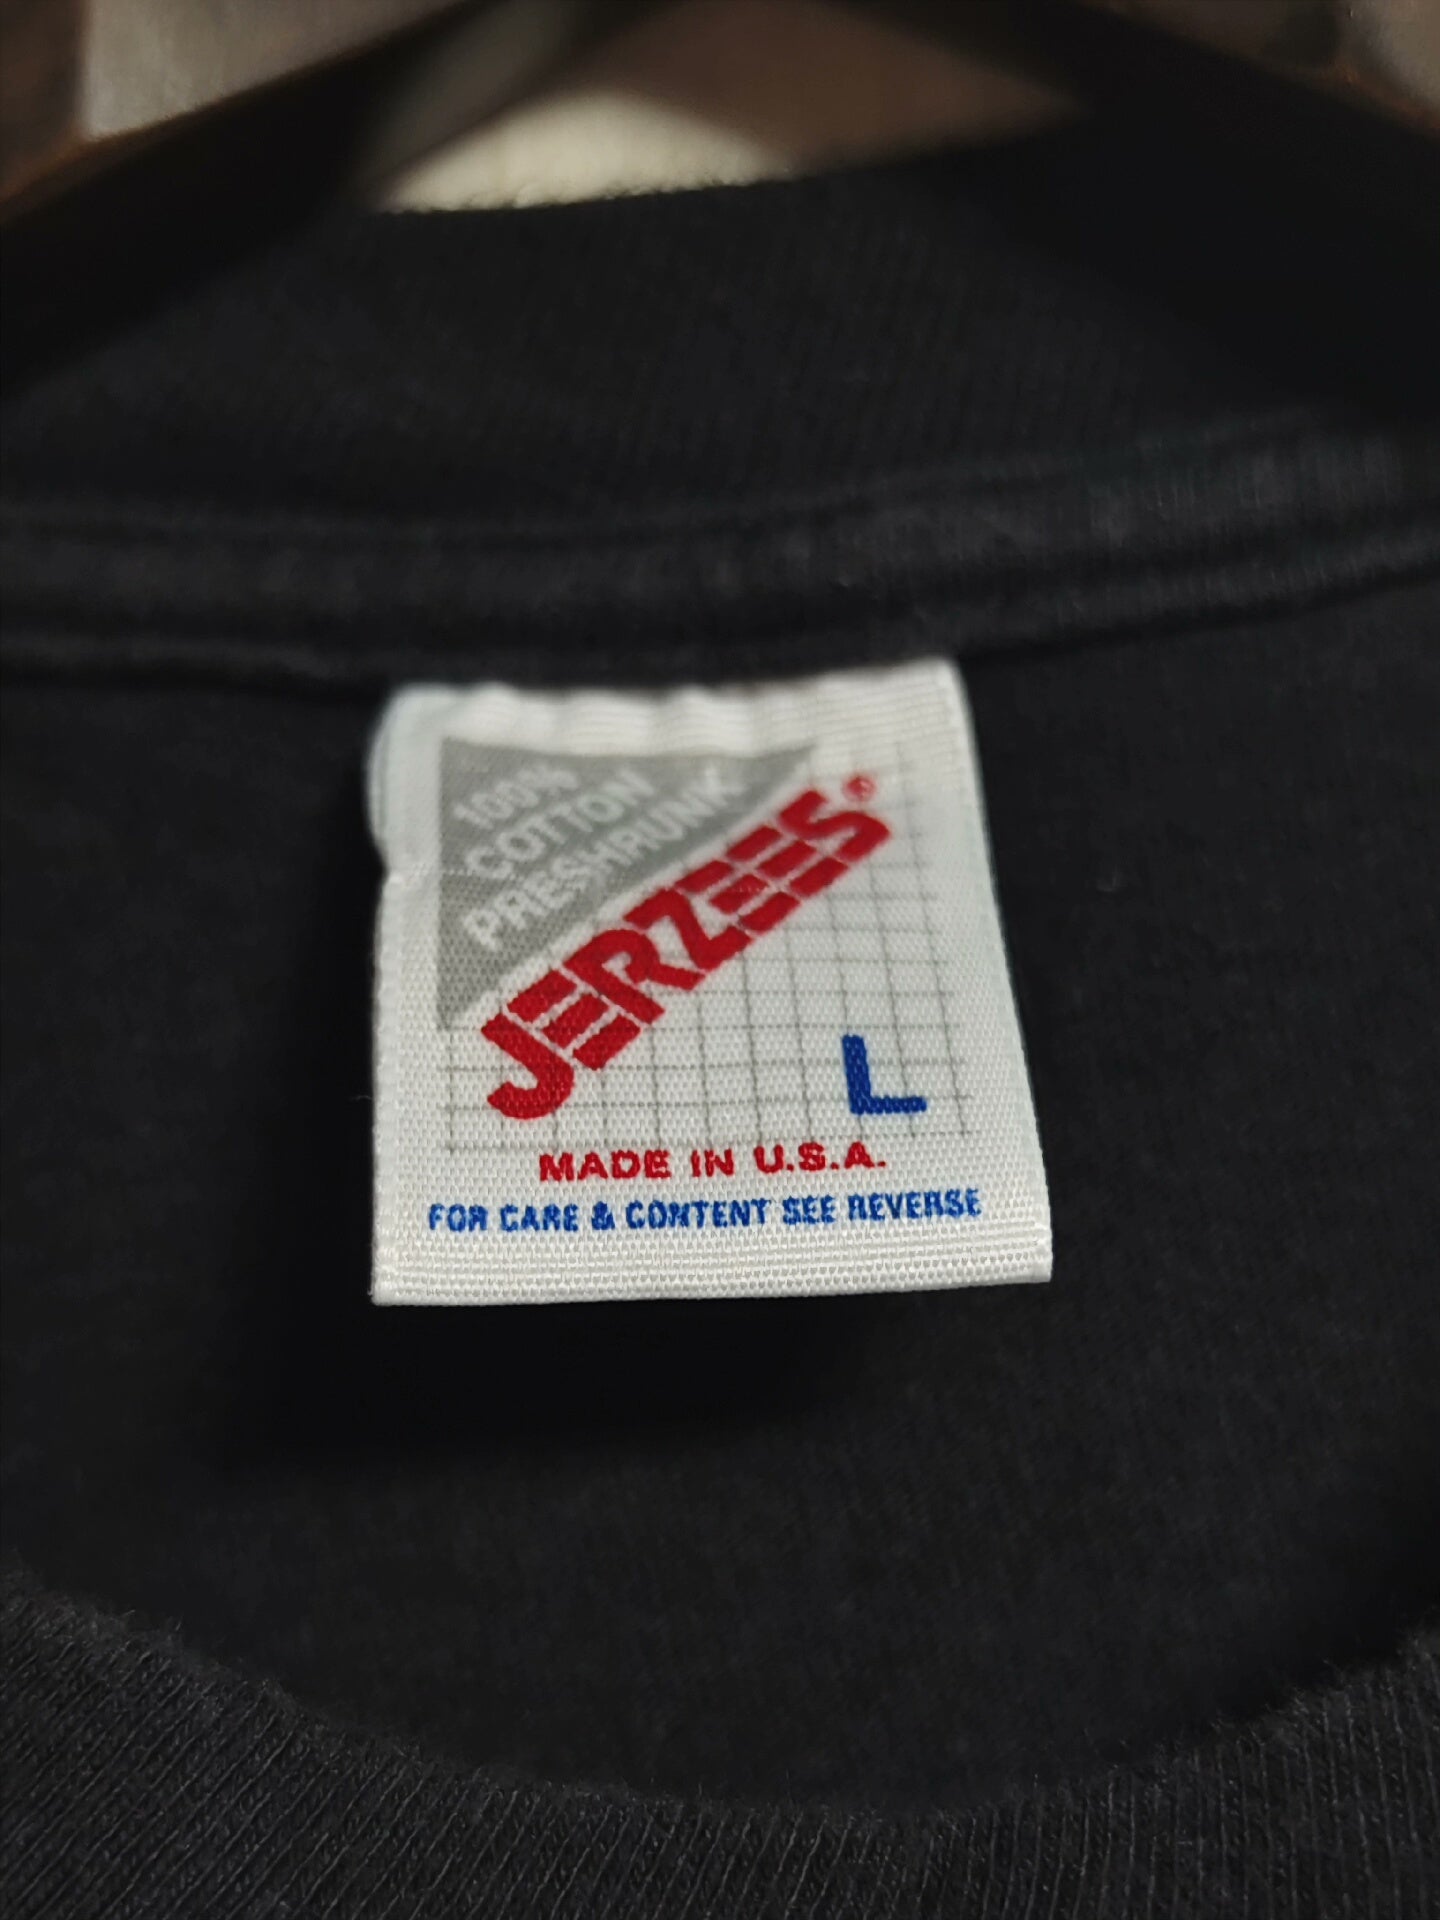 100%
COTTON
PRESHRUNK
JERZEES®
L
MADE IN U.S.A.
FOR CARE & CONTENT SEE REVERSE